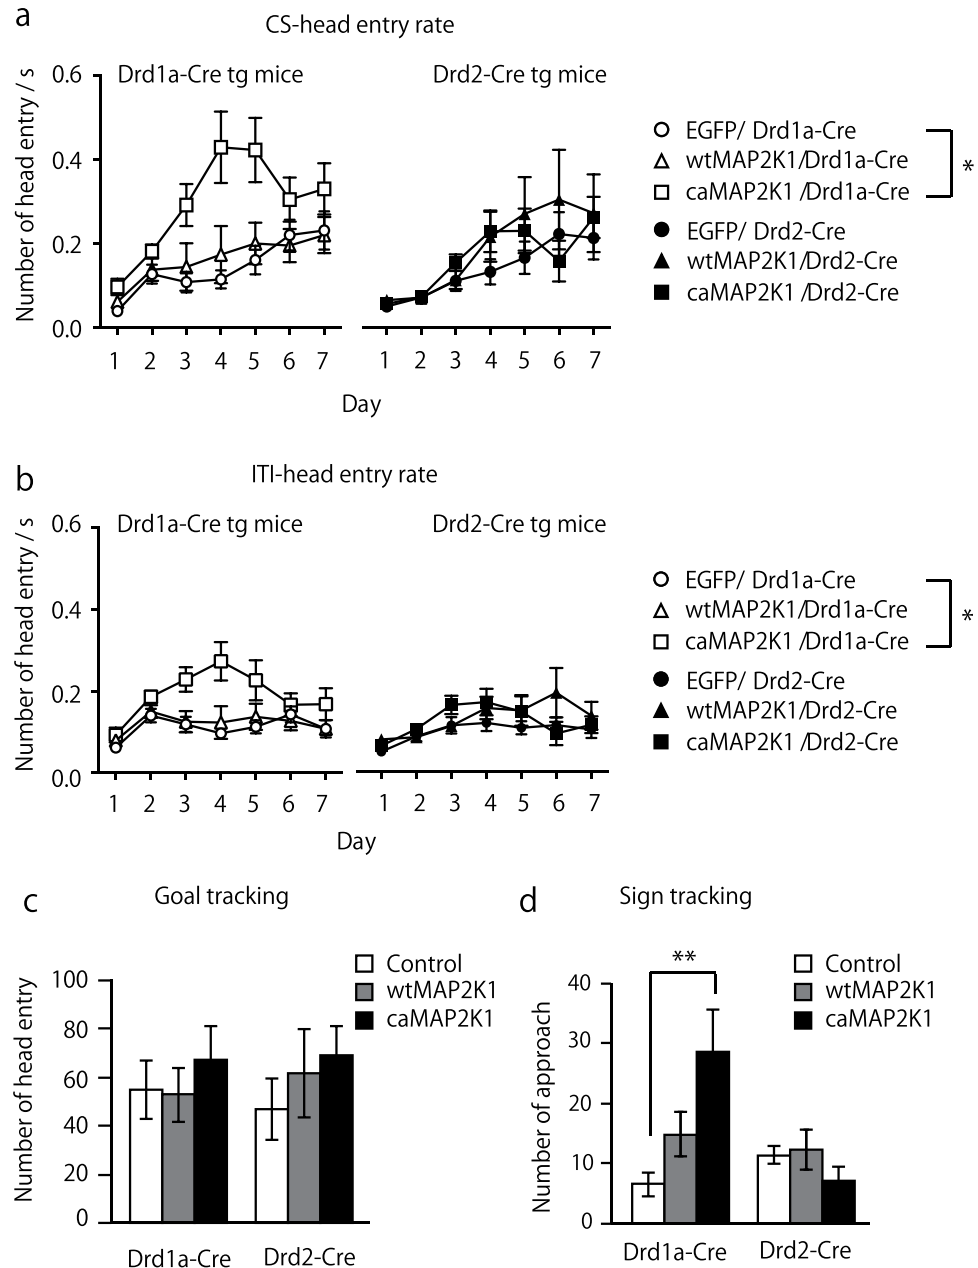 a
CS-head entry rate
Number of head entry / s
Drd1a-Cre tg mice
Drd2-Cre tg mice
0.6
0.4
0.2
0.0
1 2 3 4 5 6 7
1 2 3 4 5 6 7
Day
EGFP/ Drd1a-Cre
wtMAP2K1/Drd1a-Cre
caMAP2K1 /Drd1a-Cre
*
EGFP/ Drd2-Cre
wtMAP2K1/Drd2-Cre
caMAP2K1 /Drd2-Cre
b
ITI-head entry rate
Number of head entry / s
Drd1a-Cre tg mice
Drd2-Cre tg mice
0.6
0.4
0.2
0.0
1 2 3 4 5 6 7
1 2 3 4 5 6 7
Day
EGFP/ Drd1a-Cre
wtMAP2K1/Drd1a-Cre
caMAP2K1 /Drd1a-Cre
*
EGFP/ Drd2-Cre
wtMAP2K1/Drd2-Cre
caMAP2K1 /Drd2-Cre
c
Goal tracking
Number of head entry
100
80
60
40
20
0
Control
wtMAP2K1
caMAP2K1
Drd1a-Cre
Drd2-Cre
d
Sign tracking
Number of approach
40
30
20
10
0
**
Control
wtMAP2K1
caMAP2K1
Drd1a-Cre
Drd2-Cre